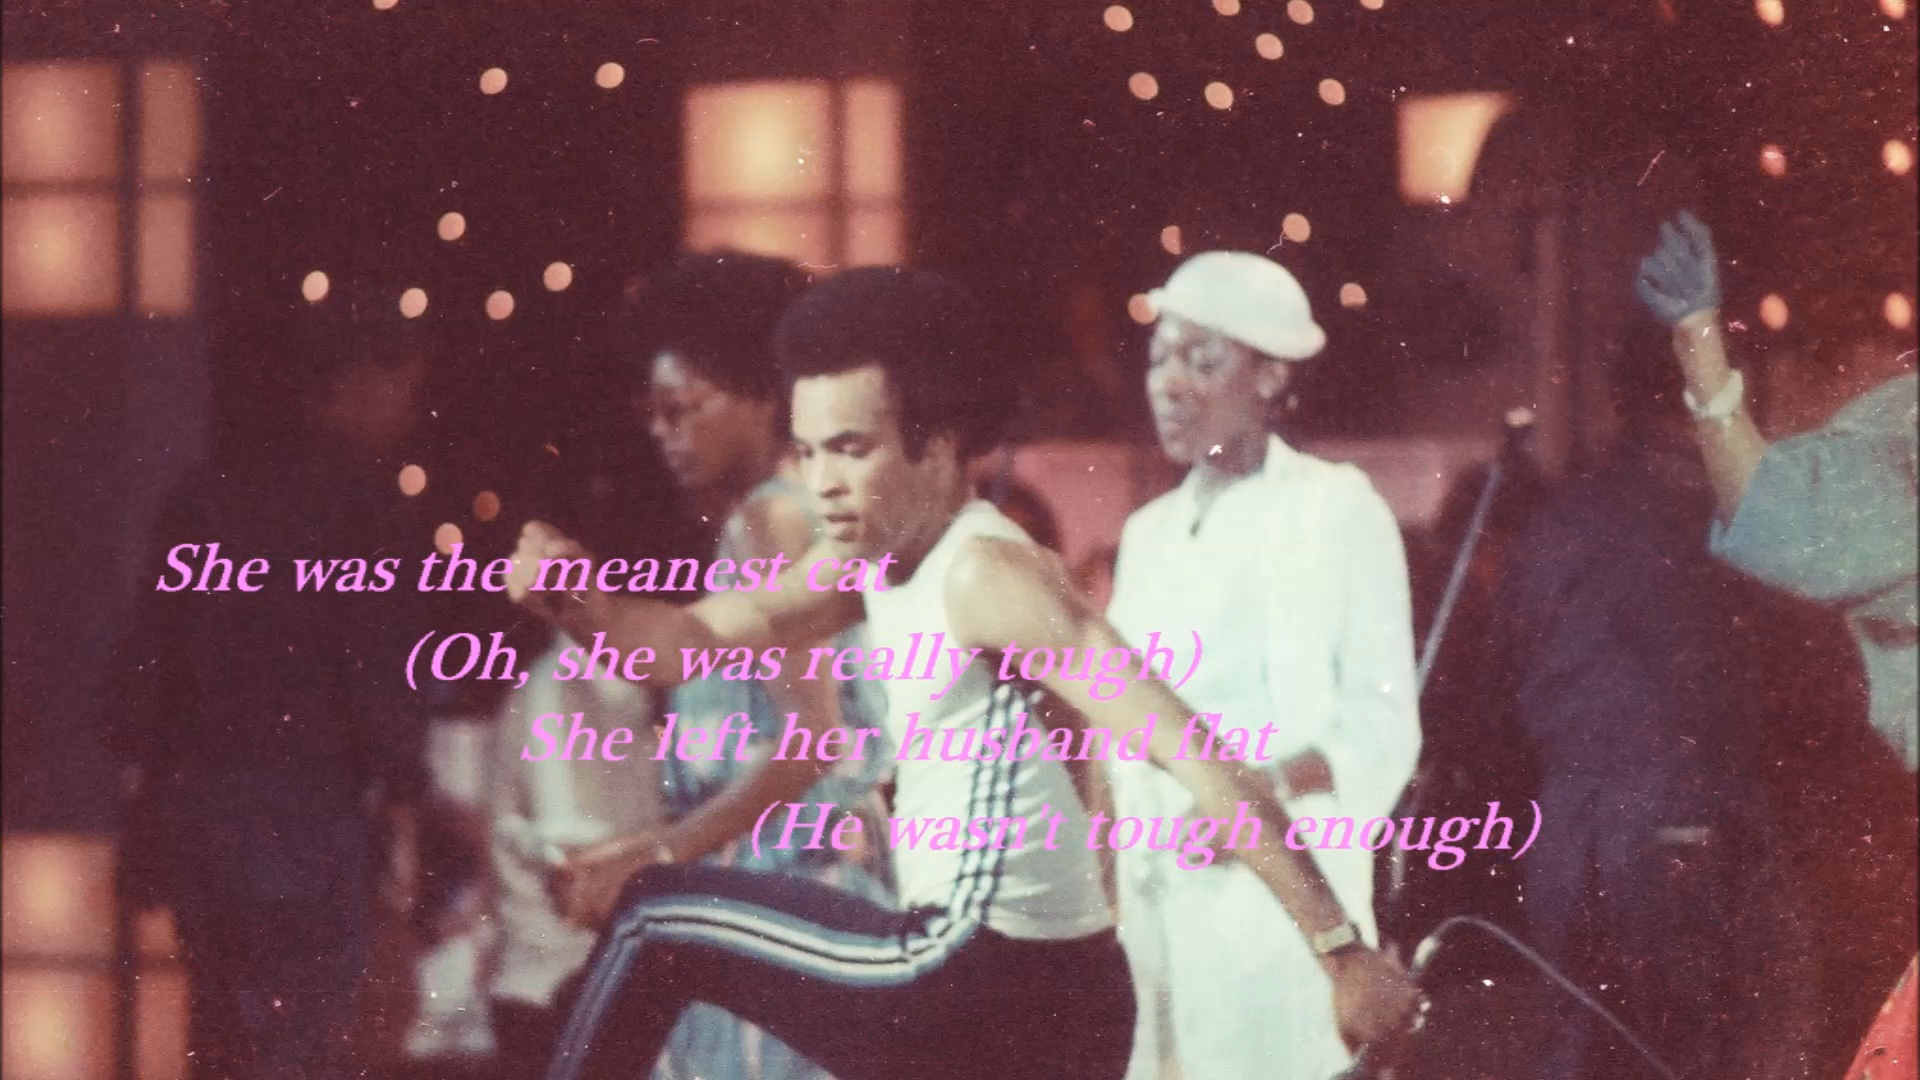 She was the meanest cat
(Oh, she was really tough)
She left her husband flat
(He wasn't tough enough)